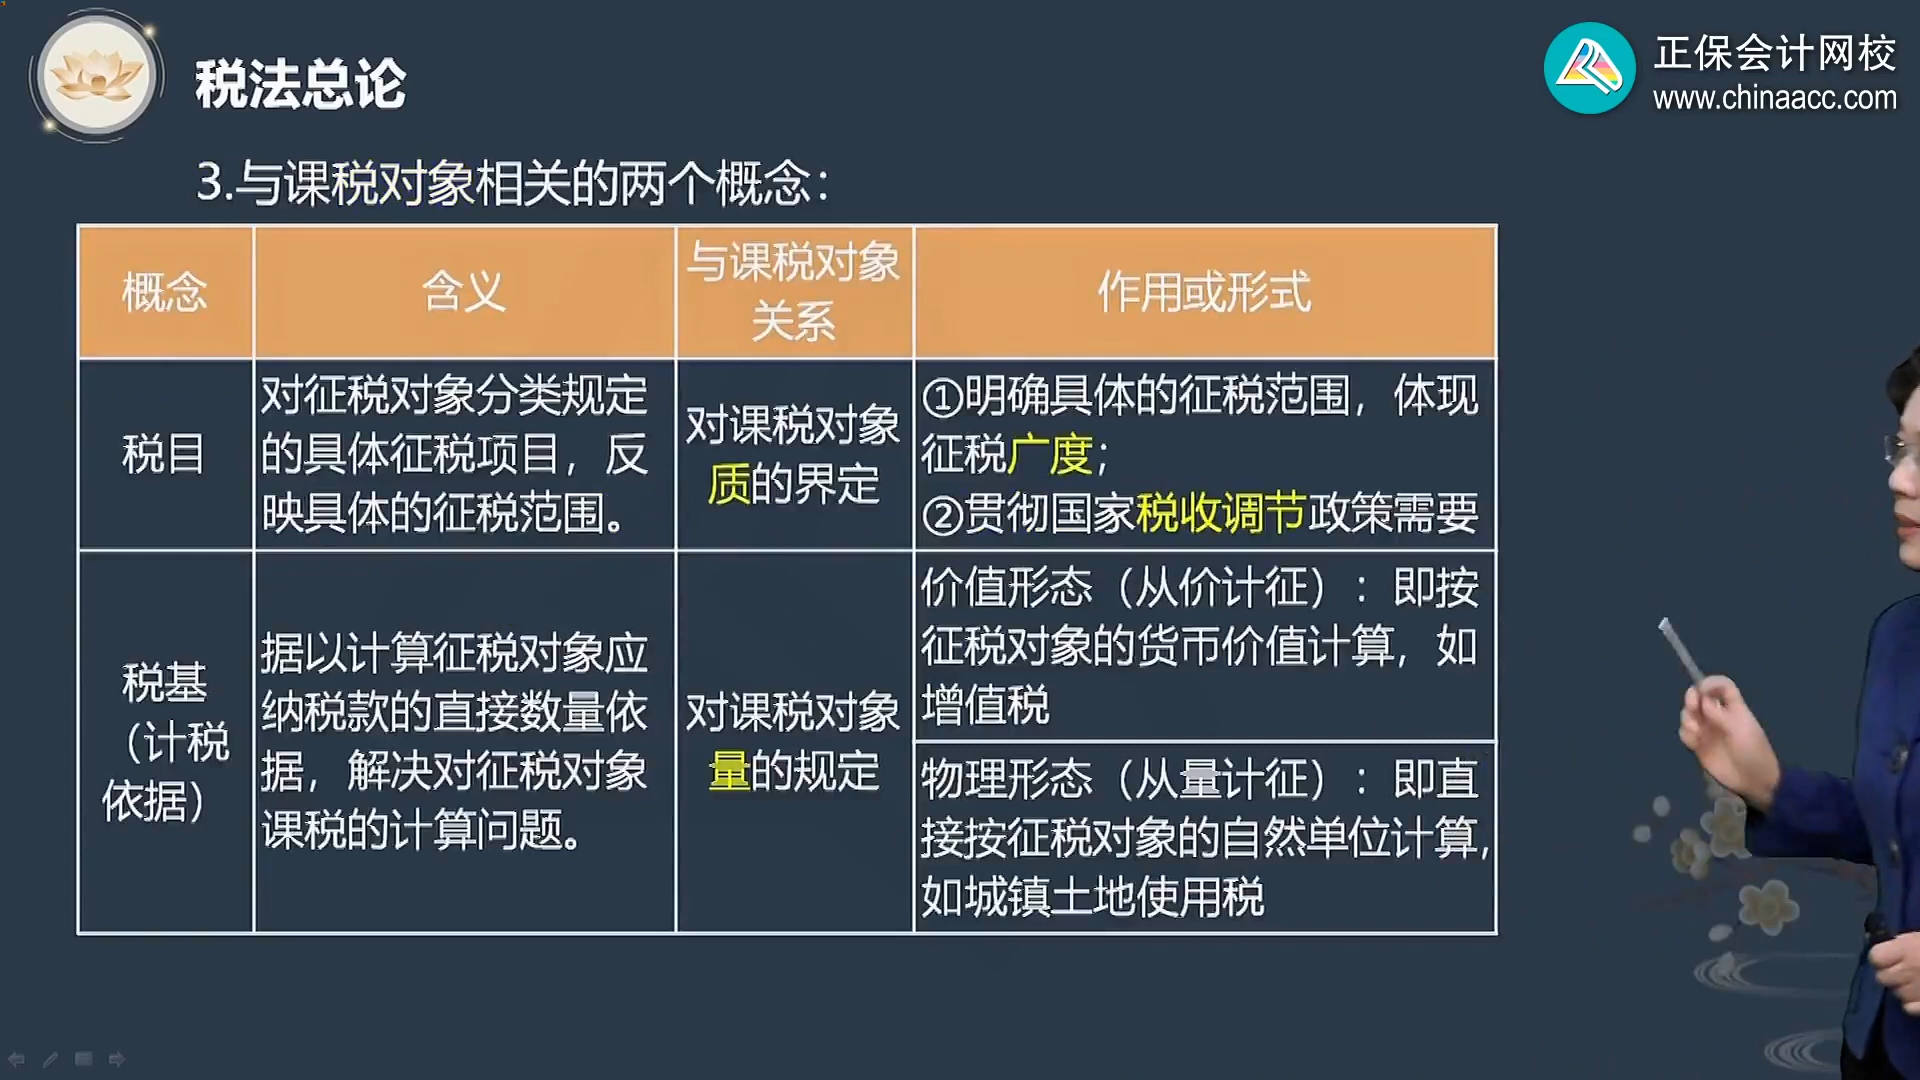 税法总论
正保会计网校
www.chinaacc.com
3.与课税对象相关的两个概念：
概念
含义
与课税对象
关系
作用或形式
税目
对征税对象分类规定
的具体征税项目，反
映具体的征税范围。
对课税对象
质的界定
①明确具体的征税范围，体现
征税广度；
②贯彻国家税收调节政策需要
税基
（计税
依据）
据以计算征税对象应
纳税款的直接数量依
据，解决对征税对象
课税的计算问题。
对课税对象
量的规定
价值形态（从价计征）：即按
征税对象的货币价值计算，如
增值税
物理形态（从量计征）：即直
接按征税对象的自然单位计算，
如城镇土地使用税